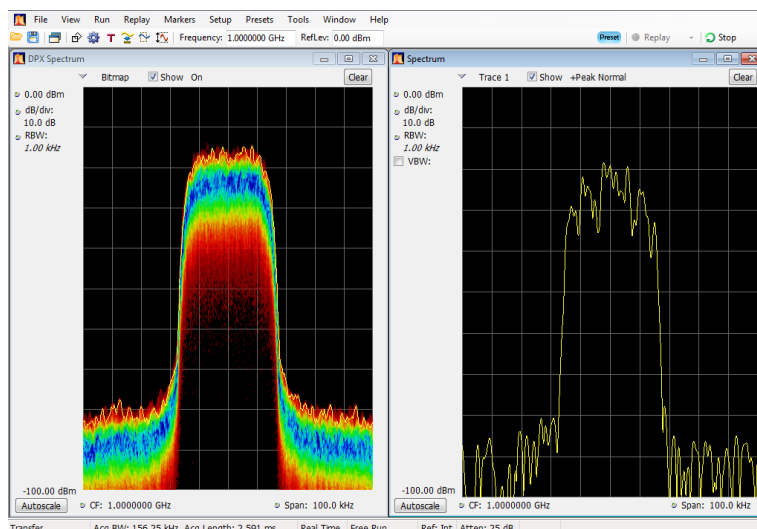 File View Run Replay Markers Setup Presets Tools Window Help
Frequency: 1.0000000 GHz RefLev: 0.00 dBm Preset Replay Stop
DPX Spectrum
Bitmap Show On Clear
0.00 dBm
dB/div:
10.0 dB
RBW:
1.00 kHz
-100.00 dBm
Autoscale CF: 1.0000000 GHz Span: 100.0 kHz
Spectrum
Trace 1 Show +Peak Normal Clear
0.00 dBm
dB/div:
10.0 dB
RBW:
1.00 kHz
VBW:
-100.00 dBm
Autoscale CF: 1.0000000 GHz Span: 100.0 kHz
Transfer Acq BW: 156.25 kHz, Acq Length: 2.591 ms Real Time Free Run Ref: Int Atten: 25 dB